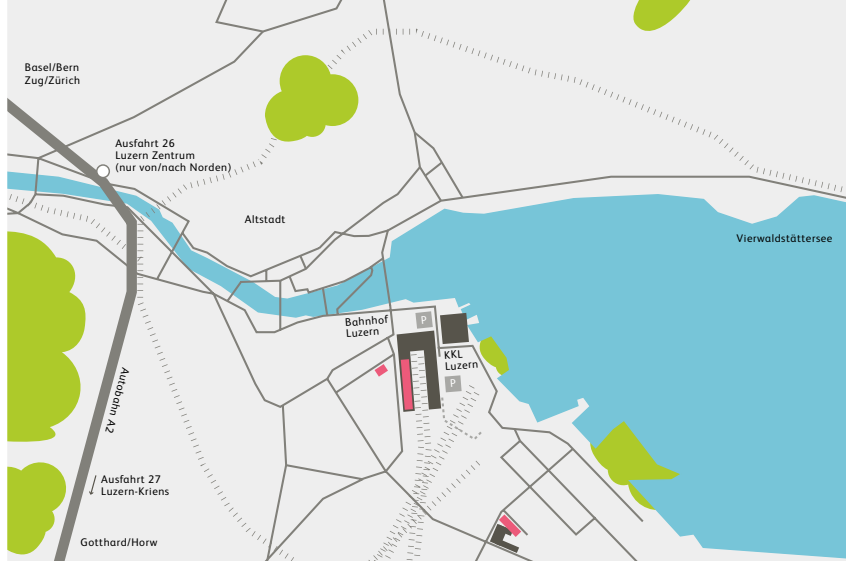 Basel/Bern
Zug/Zürich
Ausfahrt 26
Luzern Zentrum
(nur von/nach Norden)
Altstadt
Vierwaldstättersee
Bahnhof
Luzern
P
KKL
Luzern
P
Autobahn A2
Ausfahrt 27
Luzern-Kriens
Gotthard/Horw